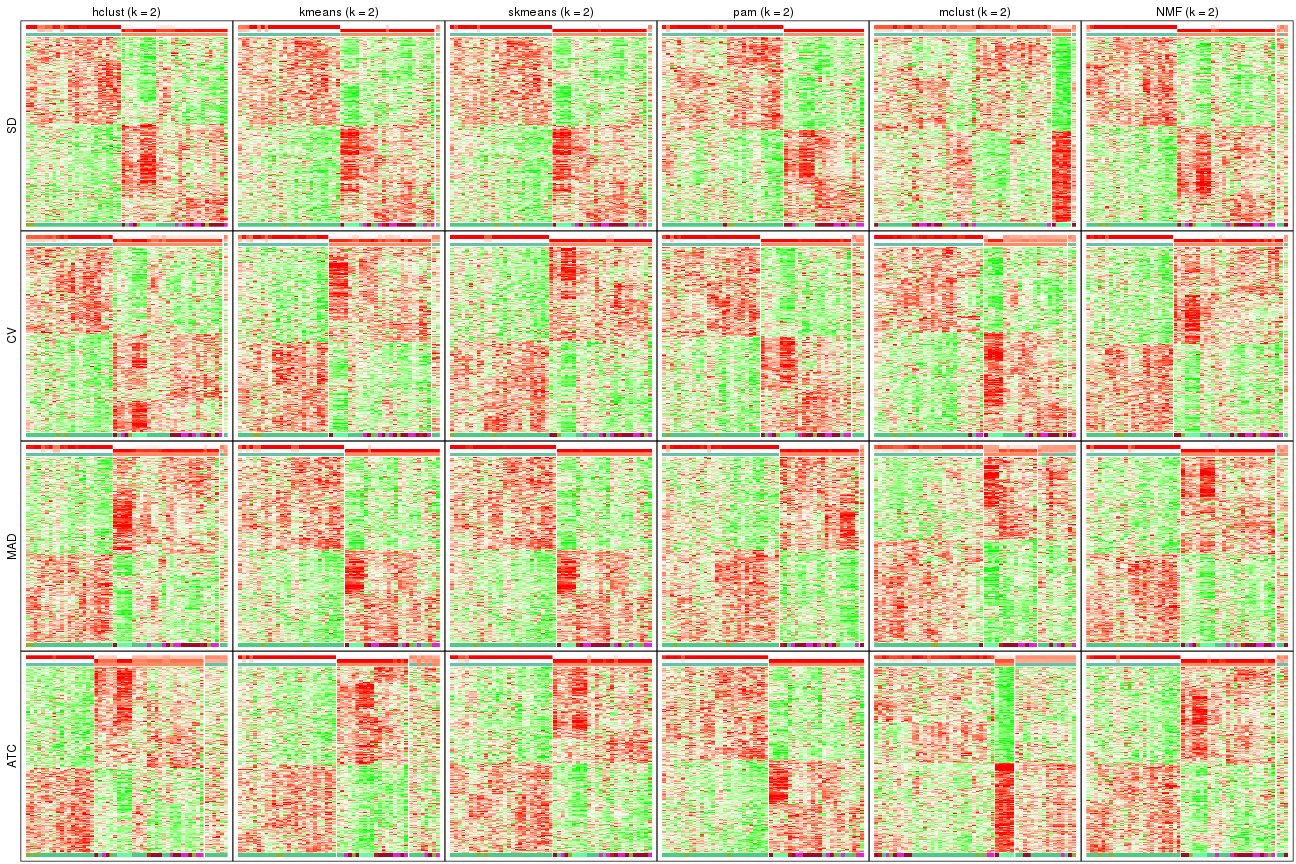 hclust (k = 2) kmeans (k = 2) skmeans (k = 2) pam (k = 2) mclust (k = 2) NMF (k = 2)
SD
CV
MAD
ATC